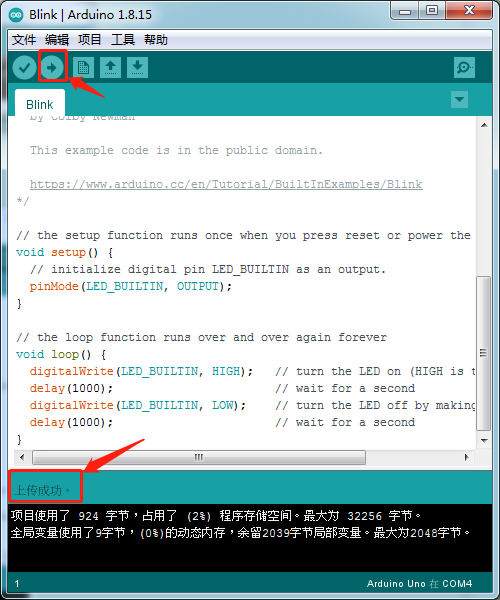 Blink | Arduino 1.8.15
文件 编辑 项目 工具 帮助
Blink
by Colby Newman
This example code is in the public domain.
https://www.arduino.cc/en/Tutorial/BuiltInExamples/Blink
*/
// the setup function runs once when you press reset or power the
void setup() {
// initialize digital pin LED_BUILTIN as an output.
pinMode(LED_BUILTIN, OUTPUT);
}
// the loop function runs over and over again forever
void loop() {
digitalWrite(LED_BUILTIN, HIGH);   // turn the LED on (HIGH is t
delay(1000);                       // wait for a second
digitalWrite(LED_BUILTIN, LOW);    // turn the LED off by making
delay(1000);                       // wait for a second
}
上传成功。
项目使用了 924 字节，占用了 (2%) 程序存储空间。最大为 32256 字节。
全局变量使用了9字节，(0%)的动态内存，余留2039字节局部变量。最大为2048字节。
1
Arduino Uno 在 COM4